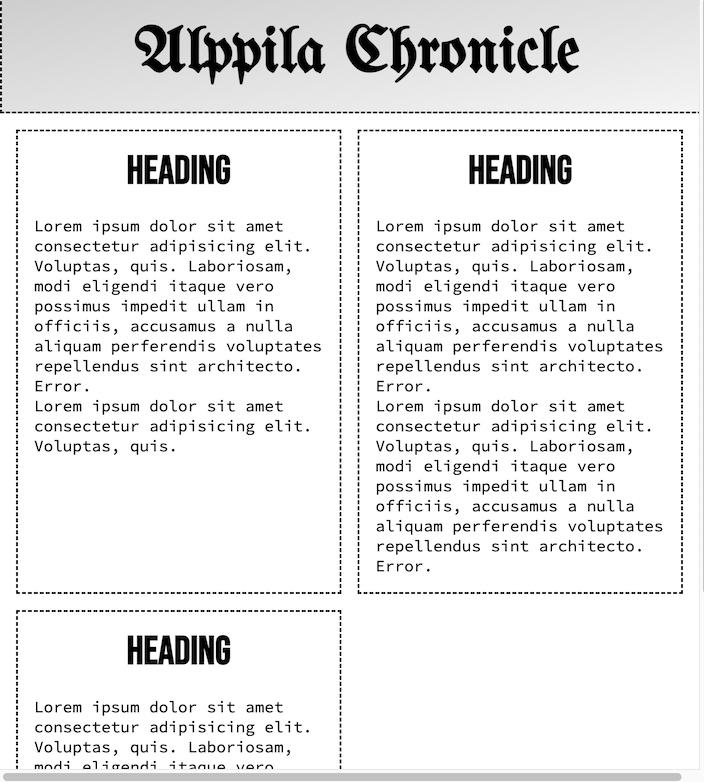 Alppila Chronicle
HEADING
Lorem ipsum dolor sit amet
consectetur adipisicing elit.
Voluptas, quis. Laboriosam,
modi eligendi itaque vero
possimus impedit ullam in
officiis, accusamus a nulla
aliquam perferendis voluptates
repellendus sint architecto.
Error.
Lorem ipsum dolor sit amet
consectetur adipisicing elit.
Voluptas, quis.
HEADING
Lorem ipsum dolor sit amet
consectetur adipisicing elit.
Voluptas, quis. Laboriosam,
modi eligendi itaque vero
possimus impedit ullam in
officiis, accusamus a nulla
aliquam perferendis voluptates
repellendus sint architecto.
Error.
Lorem ipsum dolor sit amet
consectetur adipisicing elit.
Voluptas, quis. Laboriosam,
modi eligendi itaque vero
possimus impedit ullam in
officiis, accusamus a nulla
aliquam perferendis voluptates
repellendus sint architecto.
Error.
HEADING
Lorem ipsum dolor sit amet
consectetur adipisicing elit.
Voluptas, quis. Laboriosam,
modi eligendi itaque vero